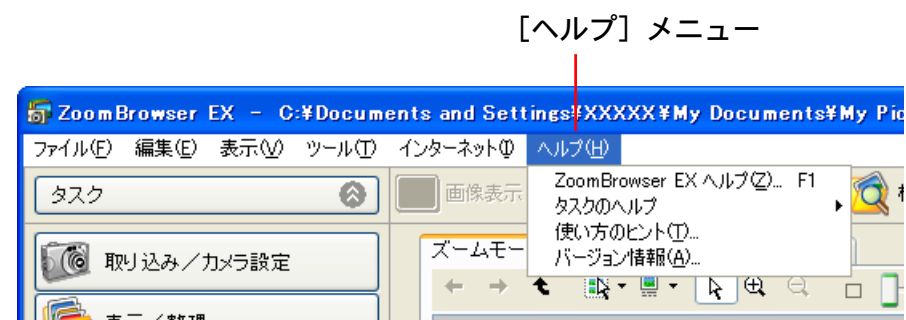 ［ヘルプ］メニュー
ZoomBrowser EX - C:¥Documents and Settings¥XXXXX¥My Documents¥My Pic
ファイル(F) 編集(E) 表示(V) ツール(T) インターネット(I) ヘルプ(H)
タスク
画像表示
ZoomBrowser EX ヘルプ(Z)... F1
タスクのヘルプ
使い方のヒント(T)...
バージョン情報(A)...
取り込み／カメラ設定
ズームモー